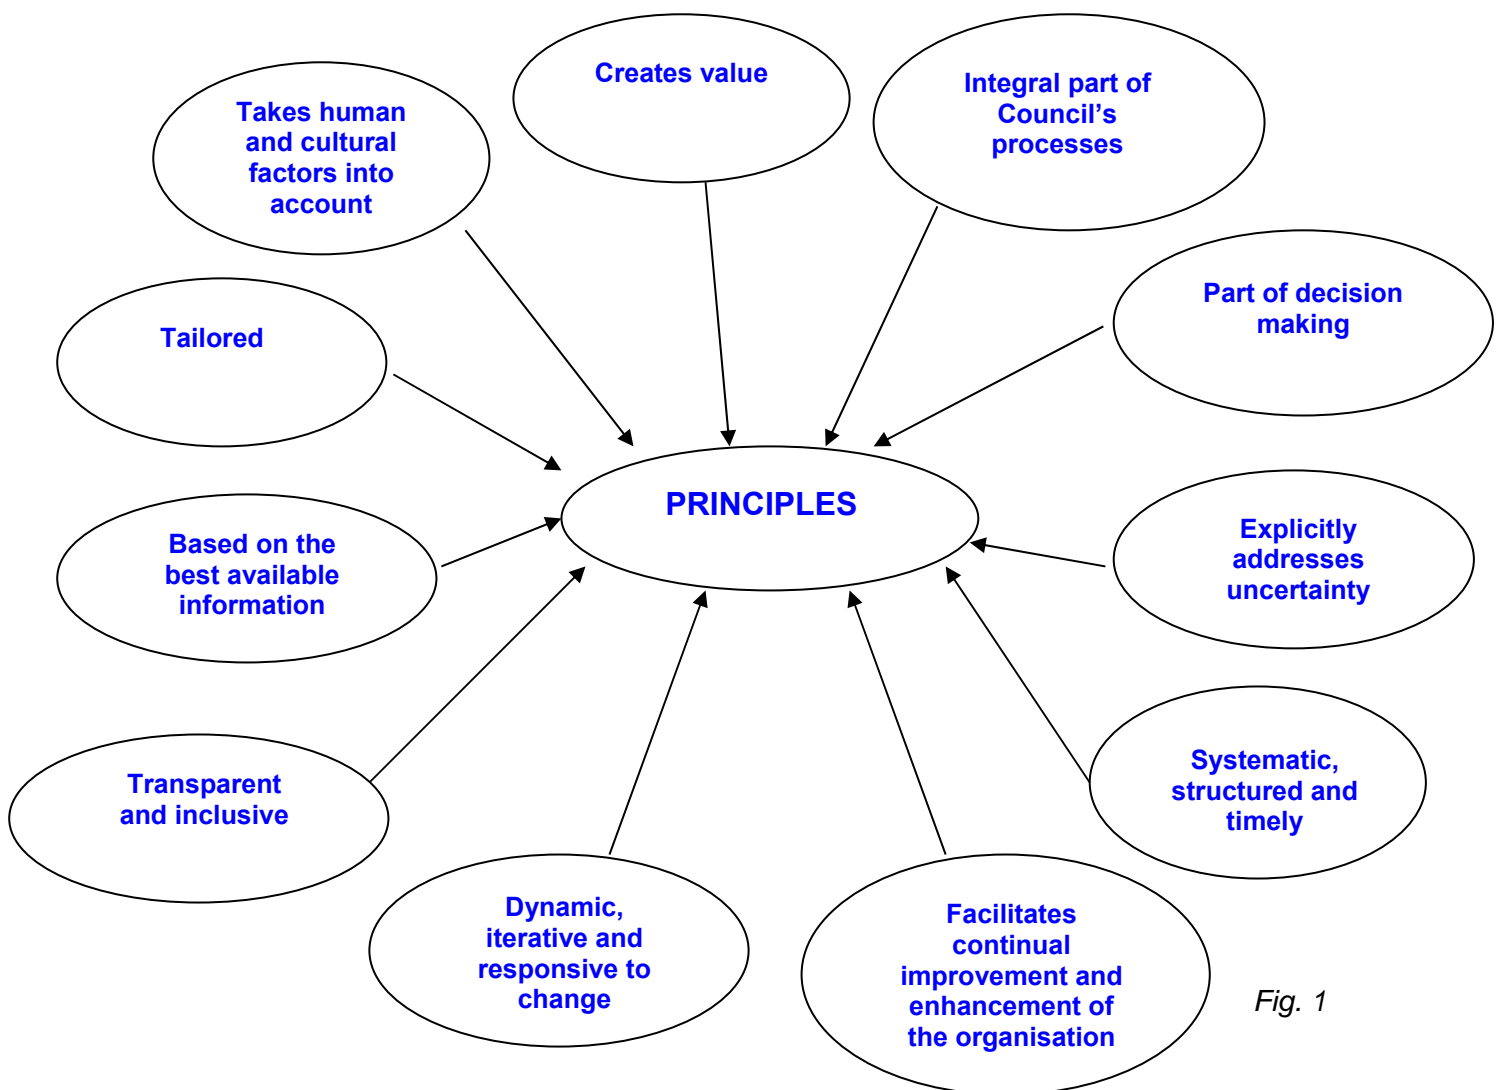 Creates value
Integral part of
Council's
processes
Takes human
and cultural
factors into
account
Part of decision
making
Tailored
PRINCIPLES
Based on the
best available
information
Explicitly
addresses
uncertainty
Transparent
and inclusive
Systematic,
structured and
timely
Dynamic,
iterative and
responsive to
change
Facilitates
continual
improvement and
enhancement of
the organisation
Fig. 1